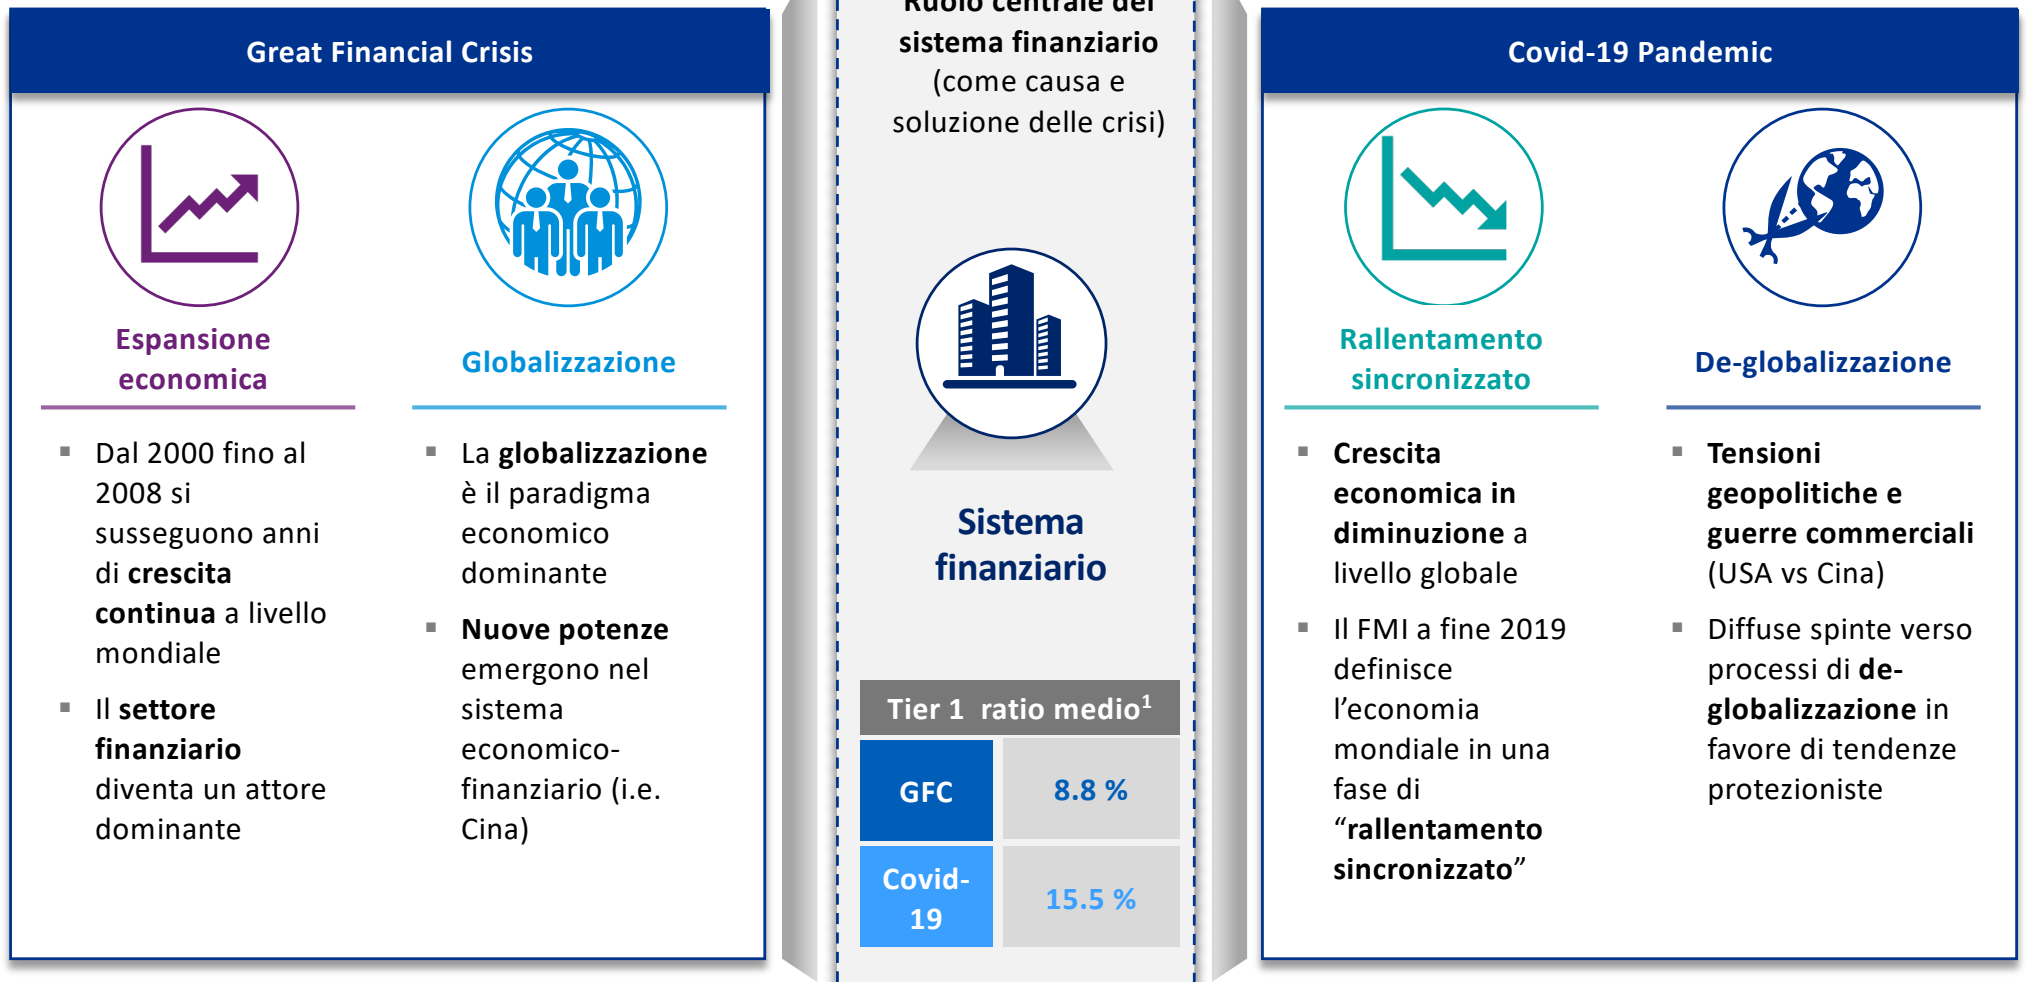 Great Financial Crisis
Espansione
economica
Globalizzazione
▪ Dal 2000 fino al
2008 si
susseguono anni
di crescita
continua a livello
mondiale
▪ Il settore
finanziario
diventa un attore
dominante
▪ La globalizzazione
è il paradigma
economico
dominante
▪ Nuove potenze
emergono nel
sistema
economico-
finanziario (i.e.
Cina)
Ruolo centrale del
sistema finanziario
(come causa e
soluzione delle crisi)
Sistema
finanziario
Tier 1 ratio medio¹
GFC 8.8 %
Covid-
19
15.5 %
Covid-19 Pandemic
Rallentamento
sincronizzato
De-globalizzazione
▪ Crescita
economica in
diminuzione a
livello globale
▪ Il FMI a fine 2019
definisce
l’economia
mondiale in una
fase di
“rallentamento
sincronizzato”
▪ Tensioni
geopolitiche e
guerre commerciali
(USA vs Cina)
▪ Diffuse spinte verso
processi di de-
globalizzazione in
favore di tendenze
protezioniste